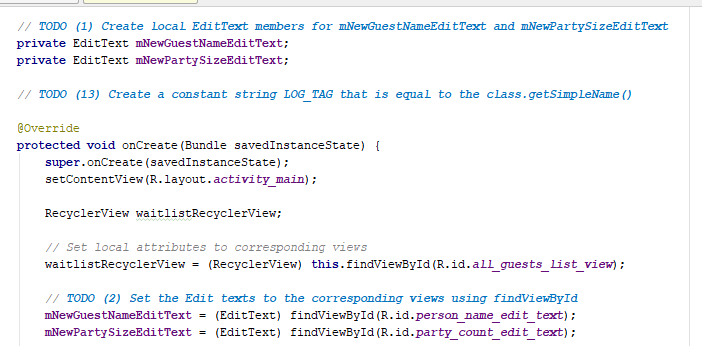 // TODO (1) Create local EditText members for mNewGuestNameEditText and mNewPartySizeEditText
private EditText mNewGuestNameEditText;
private EditText mNewPartySizeEditText;
// TODO (13) Create a constant string LOG_TAG that is equal to the class.getSimpleName()
@Override
protected void onCreate(Bundle savedInstanceState) {
super.onCreate(savedInstanceState);
setContentView(R.layout.activity_main);
RecyclerView waitlistRecyclerView;
// Set local attributes to corresponding views
waitlistRecyclerView = (RecyclerView) this.findViewById(R.id.all_guests_list_view);
// TODO (2) Set the Edit texts to the corresponding views using findViewById
mNewGuestNameEditText = (EditText) findViewById(R.id.person_name_edit_text);
mNewPartySizeEditText = (EditText) findViewById(R.id.party_count_edit_text);